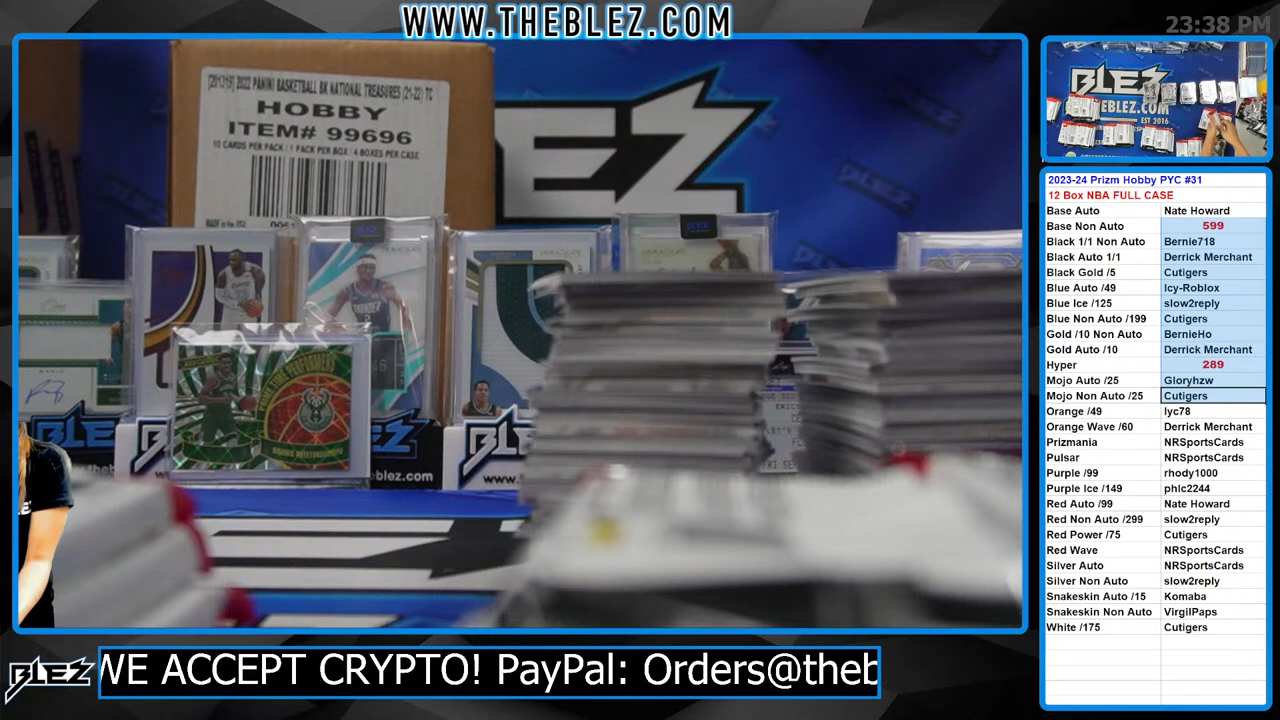 WWW.THEBLEZ.COM
23:38 PM
[201319] 2022 PANINI BASKETBALL BK NATIONAL TREASURES (21-22) TC
HOBBY
ITEM# 99696
10 CARDS PER PACK / 1 PACK PER BOX / 4 BOXES PER CASE
EZ
BLEZ
EST 2016
2023-24 Prizm Hobby PYC #31
12 Box NBA FULL CASE
Base Auto Nate Howard
Base Non Auto 599
Black 1/1 Non Auto Bernie718
Black Auto 1/1 Derrick Merchant
Black Gold /5 Cutigers
Blue Auto /49 Icy-Roblox
Blue Ice /125 slow2reply
Blue Non Auto /199 Cutigers
Gold /10 Non Auto BernieHo
Gold Auto /10 Derrick Merchant
Hyper 289
Mojo Auto /25 Gloryhzw
Mojo Non Auto /25 Cutigers
Orange /49 lyc78
Orange Wave /60 Derrick Merchant
Prizmania NRSportsCards
Pulsar NRSportsCards
Purple /99 rhody1000
Purple Ice /149 phlc2244
Red Auto /99 Nate Howard
Red Non Auto /299 slow2reply
Red Power /75 Cutigers
Red Wave NRSportsCards
Silver Auto NRSportsCards
Silver Non Auto slow2reply
Snakeskin Auto /15 Komaba
Snakeskin Non Auto VirgilPaps
White /175 Cutigers
BLEZ
WE ACCEPT CRYPTO! PayPal: Orders@theb